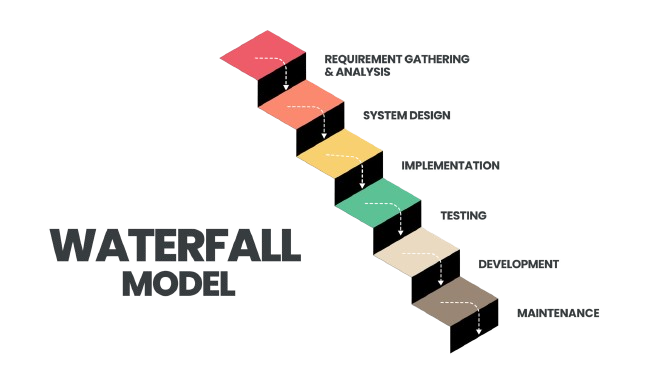 REQUIREMENT GATHERING
& ANALYSIS
SYSTEM DESIGN
IMPLEMENTATION
TESTING
DEVELOPMENT
MAINTENANCE
WATERFALL
MODEL